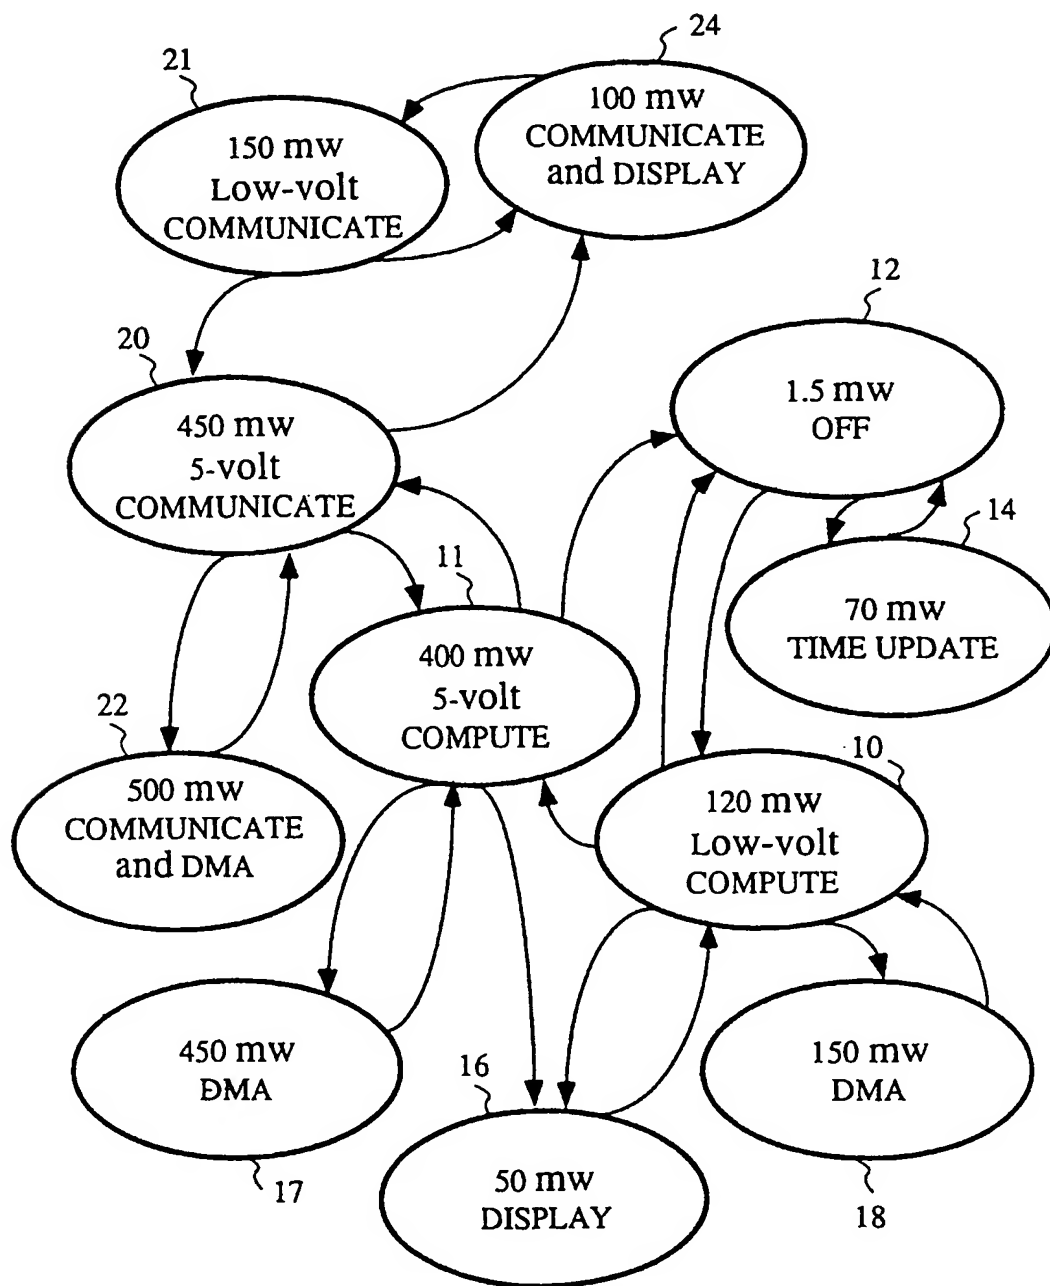 24
21
100 mw
COMMUNICATE
and DISPLAY
150 mw
Low-volt
COMMUNICATE
12
20
1.5 mw
OFF
450 mw
5-volt
COMMUNICATE
14
11
70 mw
TIME UPDATE
400 mw
5-volt
COMPUTE
22
10
500 mw
COMMUNICATE
and DMA
120 mw
Low-volt
COMPUTE
450 mw
DMA
16
150 mw
DMA
17
50 mw
DISPLAY
18